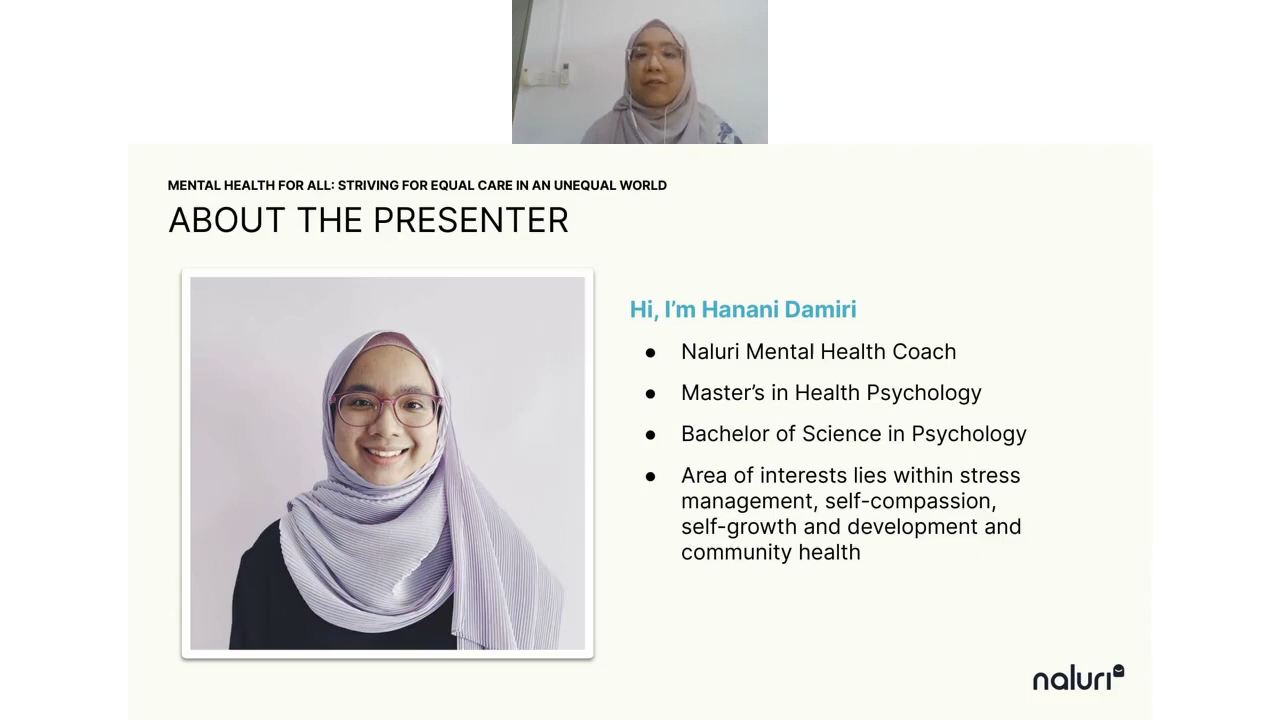 MENTAL HEALTH FOR ALL: STRIVING FOR EQUAL CARE IN AN UNEQUAL WORLD
ABOUT THE PRESENTER
Hi, I’m Hanani Damiri
● Naluri Mental Health Coach
● Master’s in Health Psychology
● Bachelor of Science in Psychology
● Area of interests lies within stress
management, self-compassion,
self-growth and development and
community health
naluri